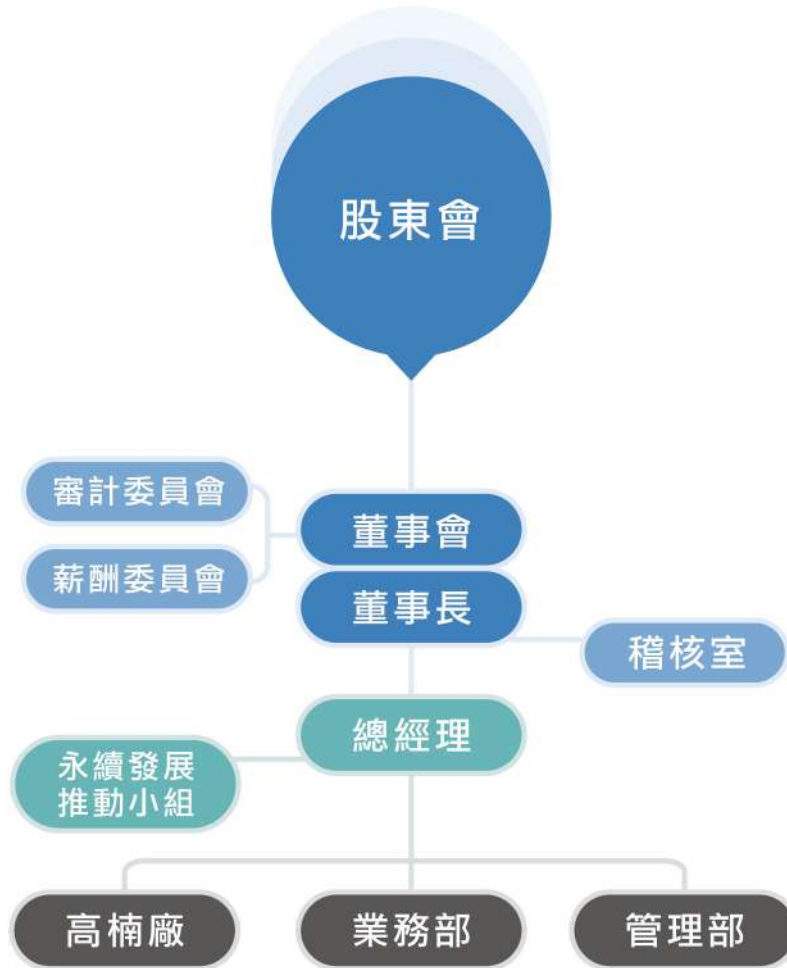 股東會
審計委員會
董事會
薪酬委員會
董事長
稽核室
總經理
永續發展
推動小組
高楠廠
業務部
管理部